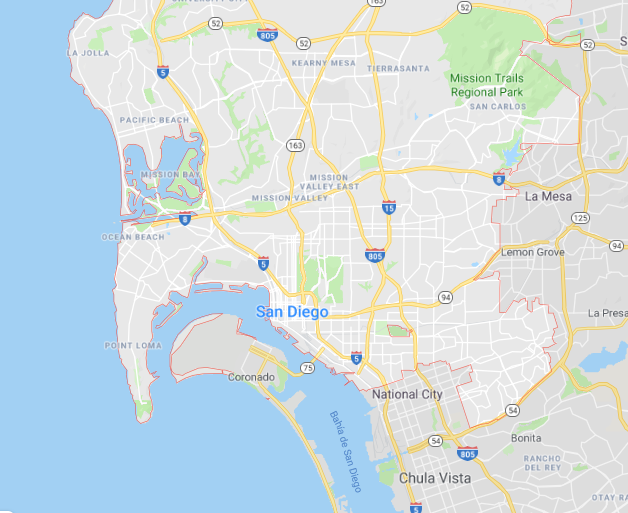 UNIVERSITY CITY
163
52
52
805
52
52
LA JOLLA
KEARNY MESA
TIERRASANTA
5
Mission Trails
Regional Park
SAN CARLOS
PACIFIC BEACH
163
MISSION BAY
MISSION
VALLEY EAST
8
MISSION VALLEY
La Mesa
15
8
125
OCEAN BEACH
94
805
Lemon Grove
5
94
San Diego
La Presa
POINT LOMA
5
75
Coronado
National City
54
Bahía de San Diego
54
Bonita
805
RANCHO
DEL REY
Chula Vista
OTAY RA
5